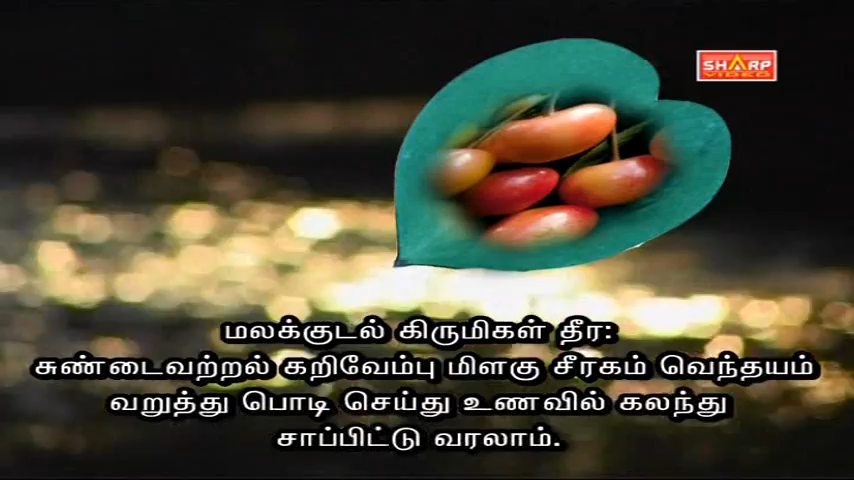 SHARP
VIDEO
மலக்குடல் கிருமிகள் தீர:
சுண்டைவற்றல் கறிவேம்பு மிளகு சீரகம் வெந்தயம்
வறுத்து பொடி செய்து உணவில் கலந்து
சாப்பிட்டு வரலாம்.